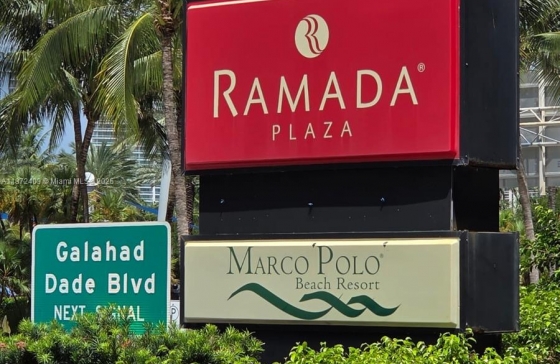 RAMADA®
PLAZA
MARCO POLO®
Beach Resort
Galahad
Dade Blvd
NEXT SIGNAL